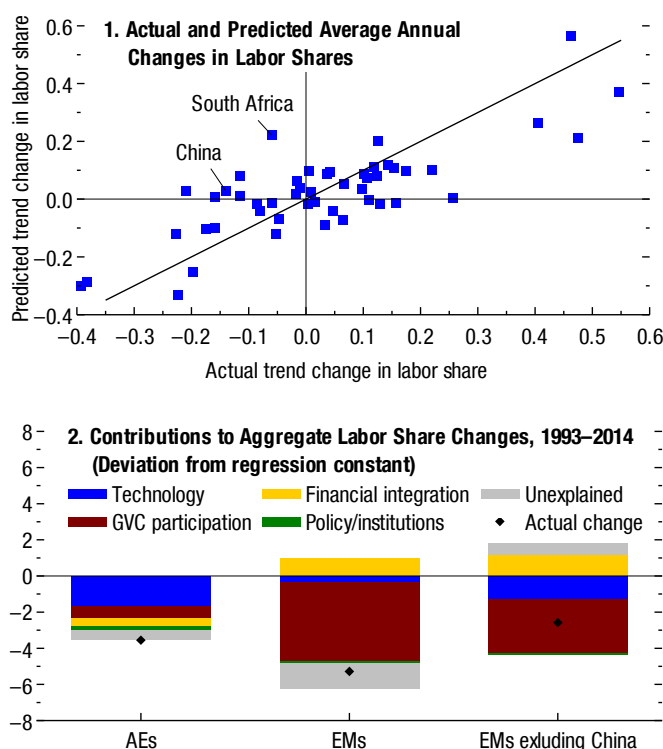 1. Actual and Predicted Average Annual
Changes in Labor Shares
Predicted trend change in labor share
0.6
0.4
0.2
0.0
–0.2
–0.4
South Africa
China
–0.4 –0.3 –0.2 –0.1 0.0 0.1 0.2 0.3 0.4 0.5 0.6
Actual trend change in labor share
2. Contributions to Aggregate Labor Share Changes, 1993–2014
(Deviation from regression constant)
Technology Financial integration Unexplained
GVC participation Policy/institutions Actual change
8
6
4
2
0
–2
–4
–6
–8
AEs EMs EMs exluding China